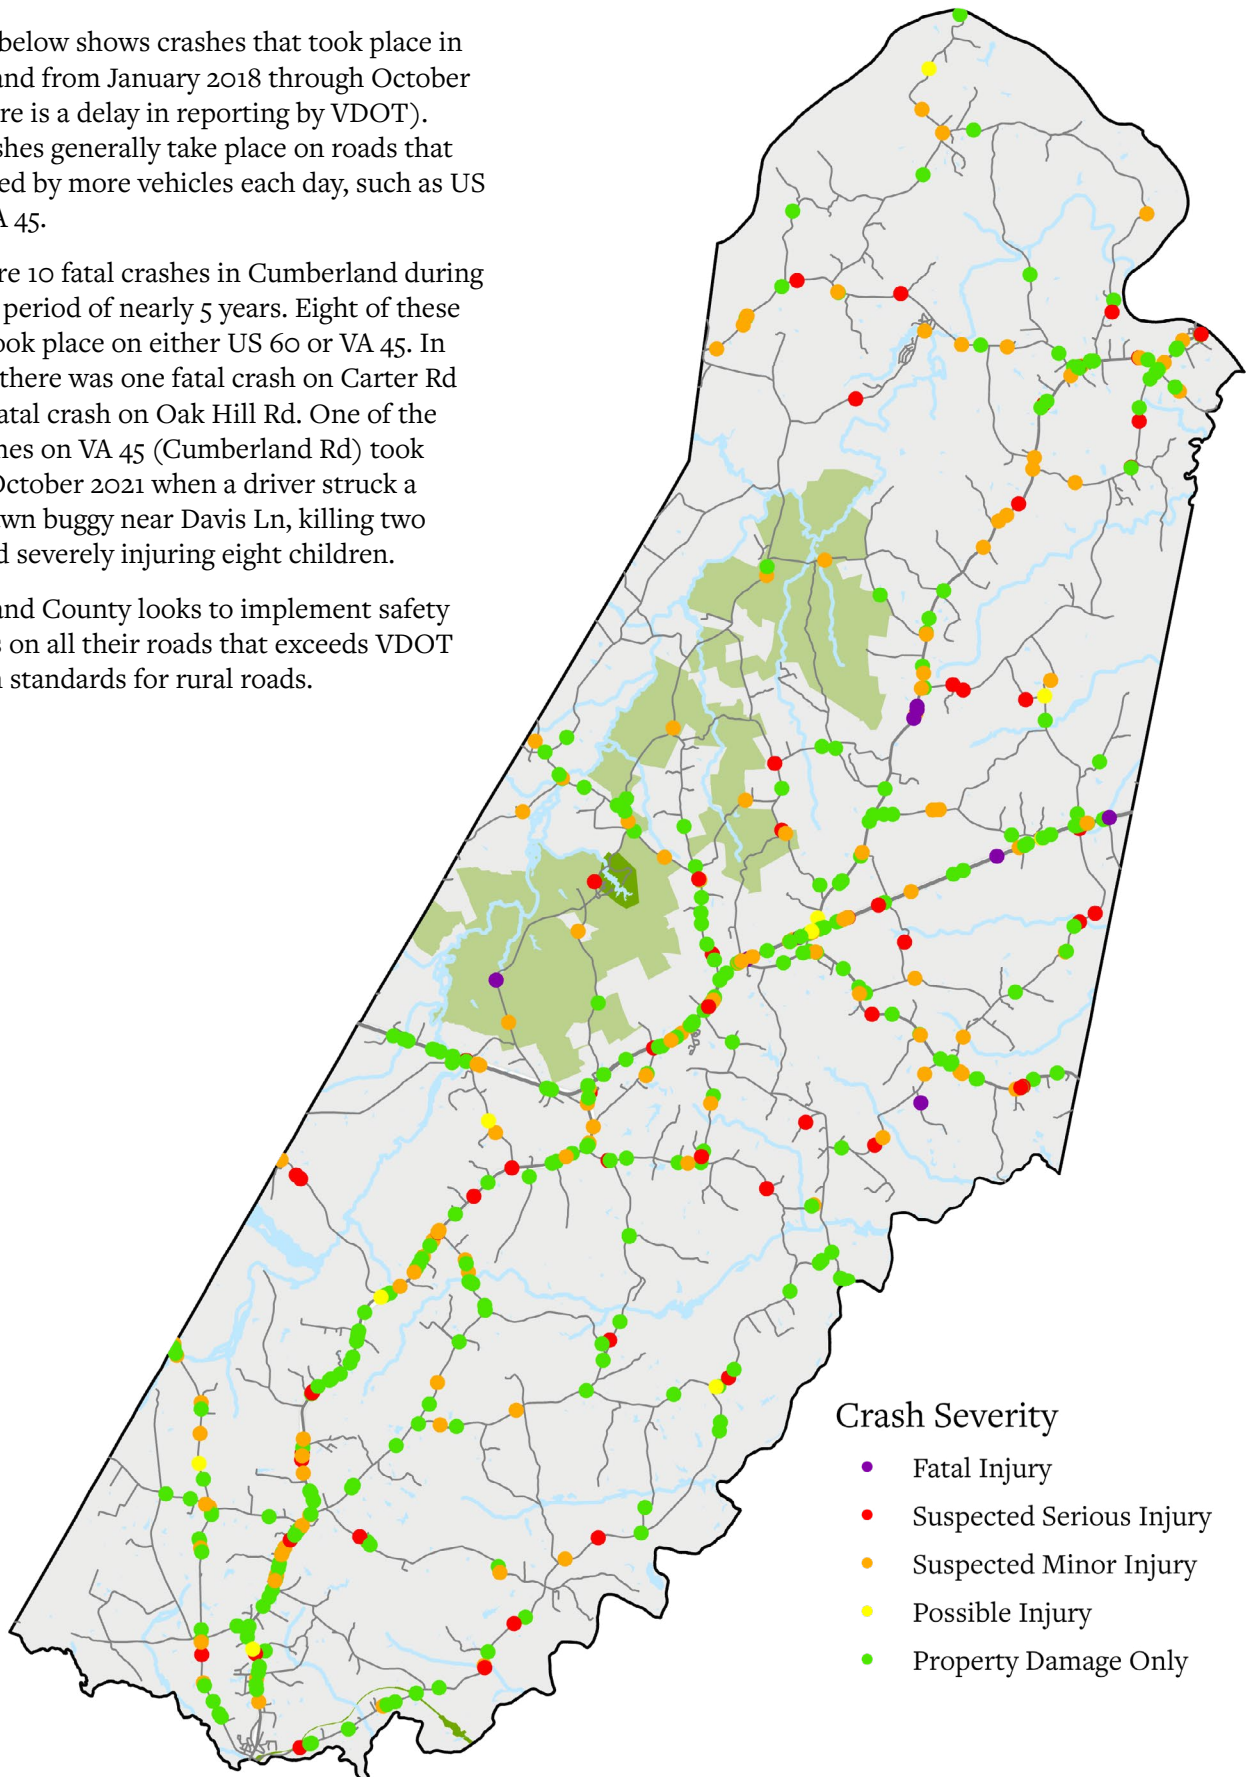 below shows crashes that took place in
and from January 2018 through October
re is a delay in reporting by VDOT).
shes generally take place on roads that
ed by more vehicles each day, such as US
A 45.
re 10 fatal crashes in Cumberland during
period of nearly 5 years. Eight of these
ook place on either US 60 or VA 45. In
there was one fatal crash on Carter Rd
atal crash on Oak Hill Rd. One of the
hes on VA 45 (Cumberland Rd) took
October 2021 when a driver struck a
awn buggy near Davis Ln, killing two
d severely injuring eight children.
and County looks to implement safety
s on all their roads that exceeds VDOT
n standards for rural roads.
Crash Severity
Fatal Injury
Suspected Serious Injury
Suspected Minor Injury
Possible Injury
Property Damage Only